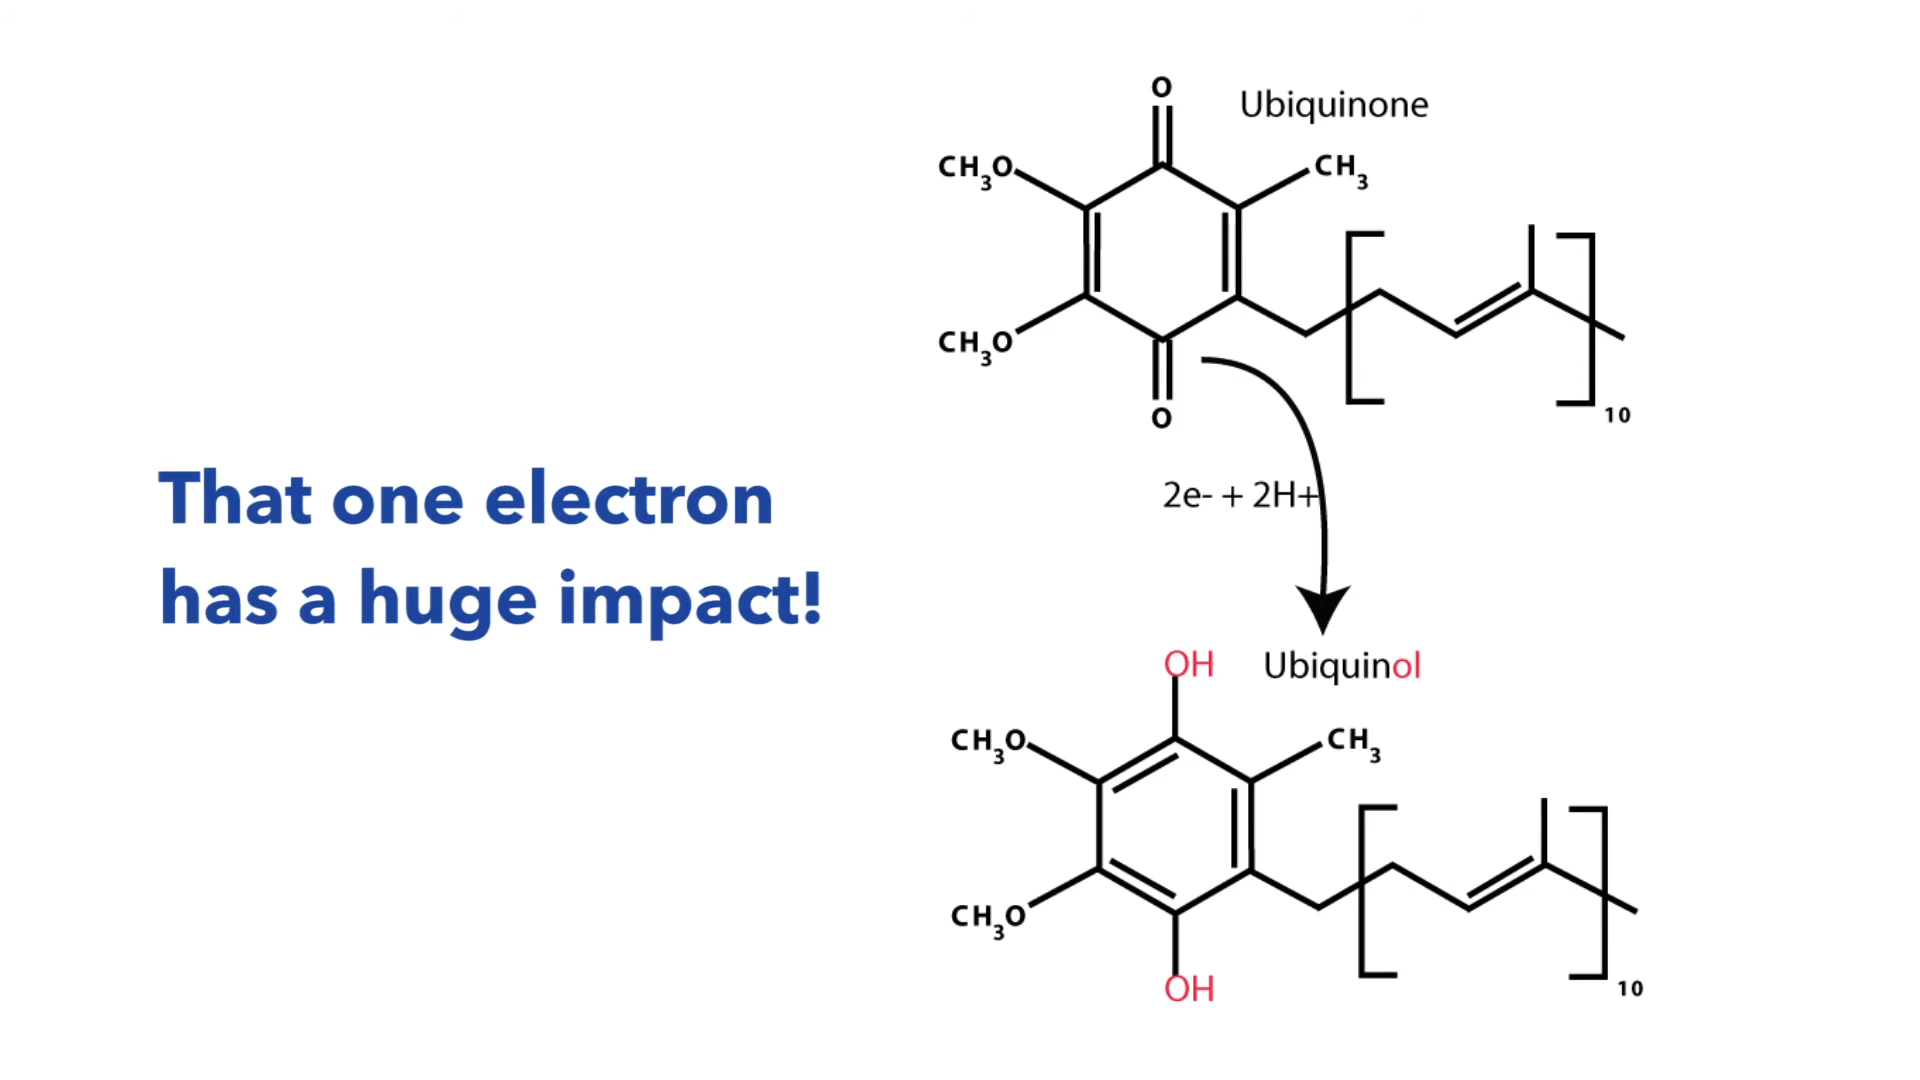 That one electron
has a huge impact!
O
Ubiquinone
CH3O
CH3
CH3O
O
10
2e- + 2H+
OH
Ubiquinol
CH3O
CH3
CH3O
OH
10